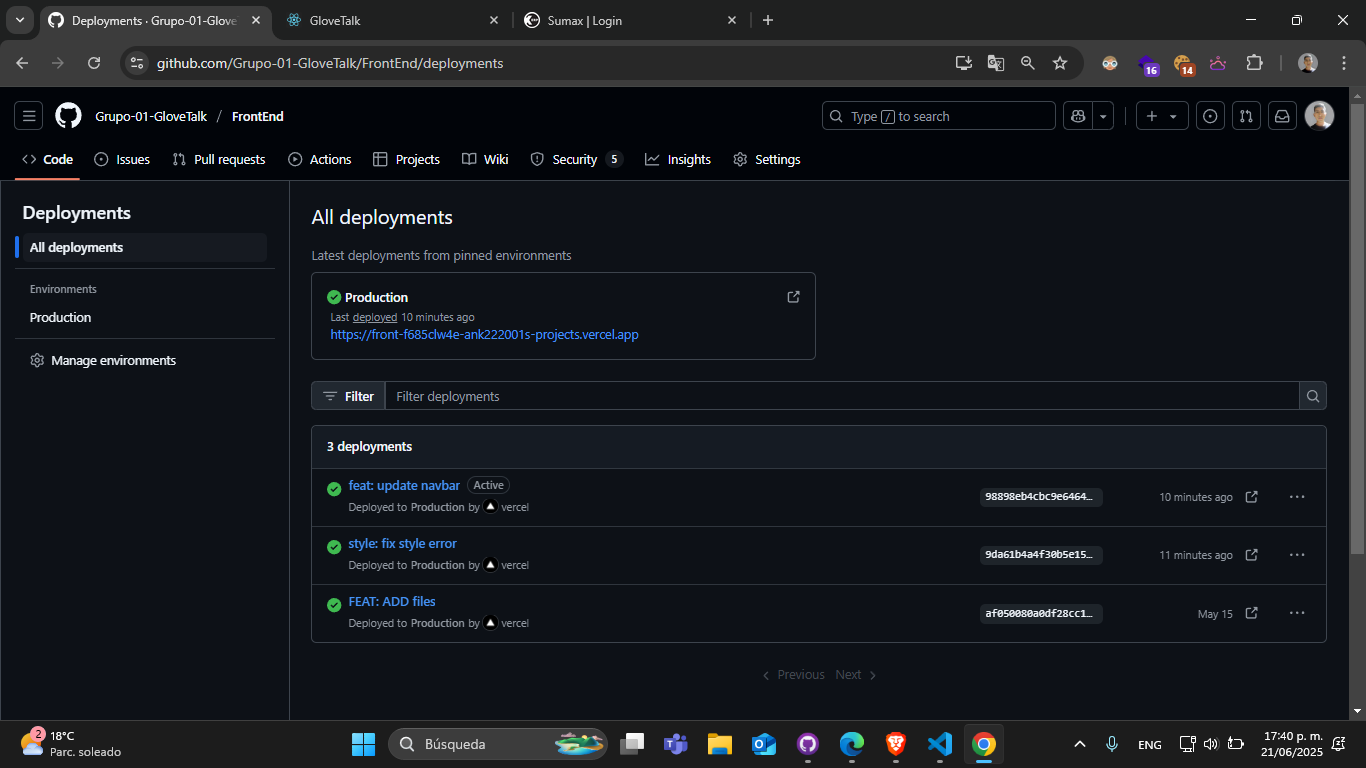 Deployments · Grupo-01-Glove
GloveTalk
Sumax | Login
github.com/Grupo-01-GloveTalk/FrontEnd/deployments
16
14
Grupo-01-GloveTalk / FrontEnd
Type / to search
Code
Issues
Pull requests
Actions
Projects
Wiki
Security 5
Insights
Settings
Deployments
All deployments
Environments
Production
Manage environments
All deployments
Latest deployments from pinned environments
Production
Last deployed 10 minutes ago
https://front-f685clw4e-ank222001s-projects.vercel.app
Filter
Filter deployments
3 deployments
feat: update navbar Active
Deployed to Production by vercel
98898eb4cbc9e6464…
10 minutes ago
style: fix style error
Deployed to Production by vercel
9da61b4a4f30b5e15…
11 minutes ago
FEAT: ADD files
Deployed to Production by vercel
af050080a0df28cc1…
May 15
Previous Next
2
18°C
Parc. soleado
Búsqueda
ENG
17:40 p. m.
21/06/2025